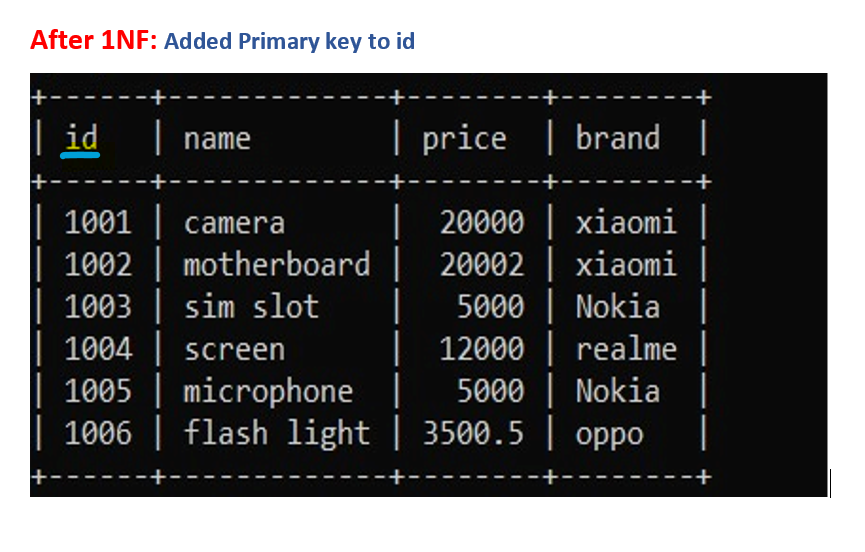 After 1NF: Added Primary key to id
+------+-------------+--------+--------+
| id   | name        | price  | brand  |
+------+-------------+--------+--------+
| 1001 | camera      |  20000 | xiaomi |
| 1002 | motherboard |  20002 | xiaomi |
| 1003 | sim slot    |   5000 | Nokia  |
| 1004 | screen      |  12000 | realme |
| 1005 | microphone  |   5000 | Nokia  |
| 1006 | flash light | 3500.5 | oppo   |
+------+-------------+--------+--------+